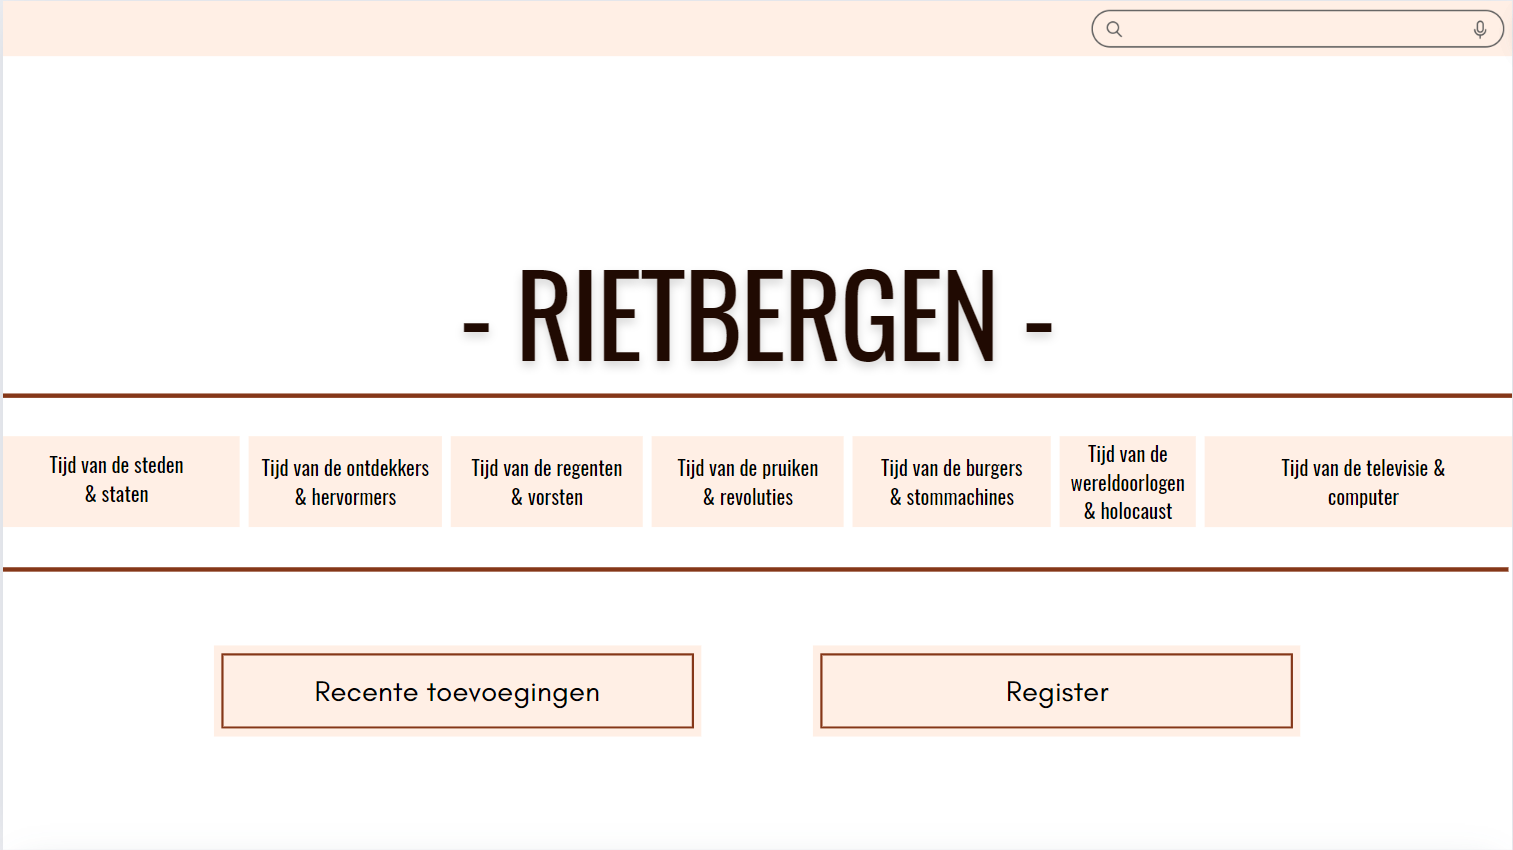 - RIETBERGEN -
Tijd van de steden
& staten
Tijd van de ontdekkers
& hervormers
Tijd van de regenten
& vorsten
Tijd van de pruiken
& revoluties
Tijd van de burgers
& stommachines
Tijd van de
wereldoorlogen
& holocaust
Tijd van de televisie &
computer
Recente toevoegingen
Register